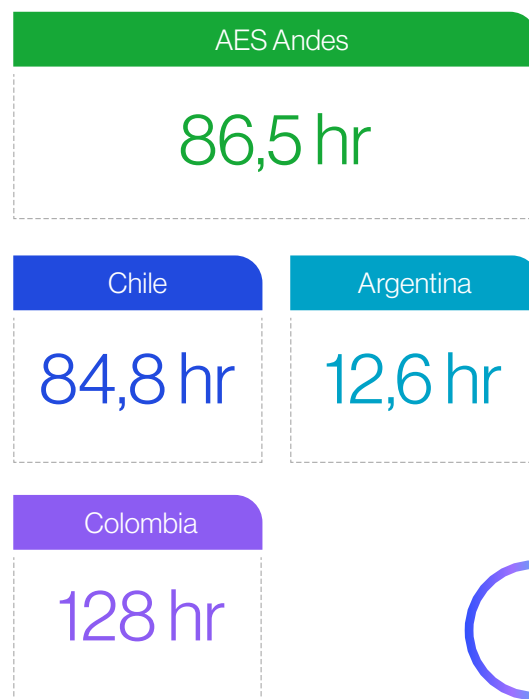 AES Andes
86,5 hr
Chile
84,8 hr
Argentina
12,6 hr
Colombia
128 hr